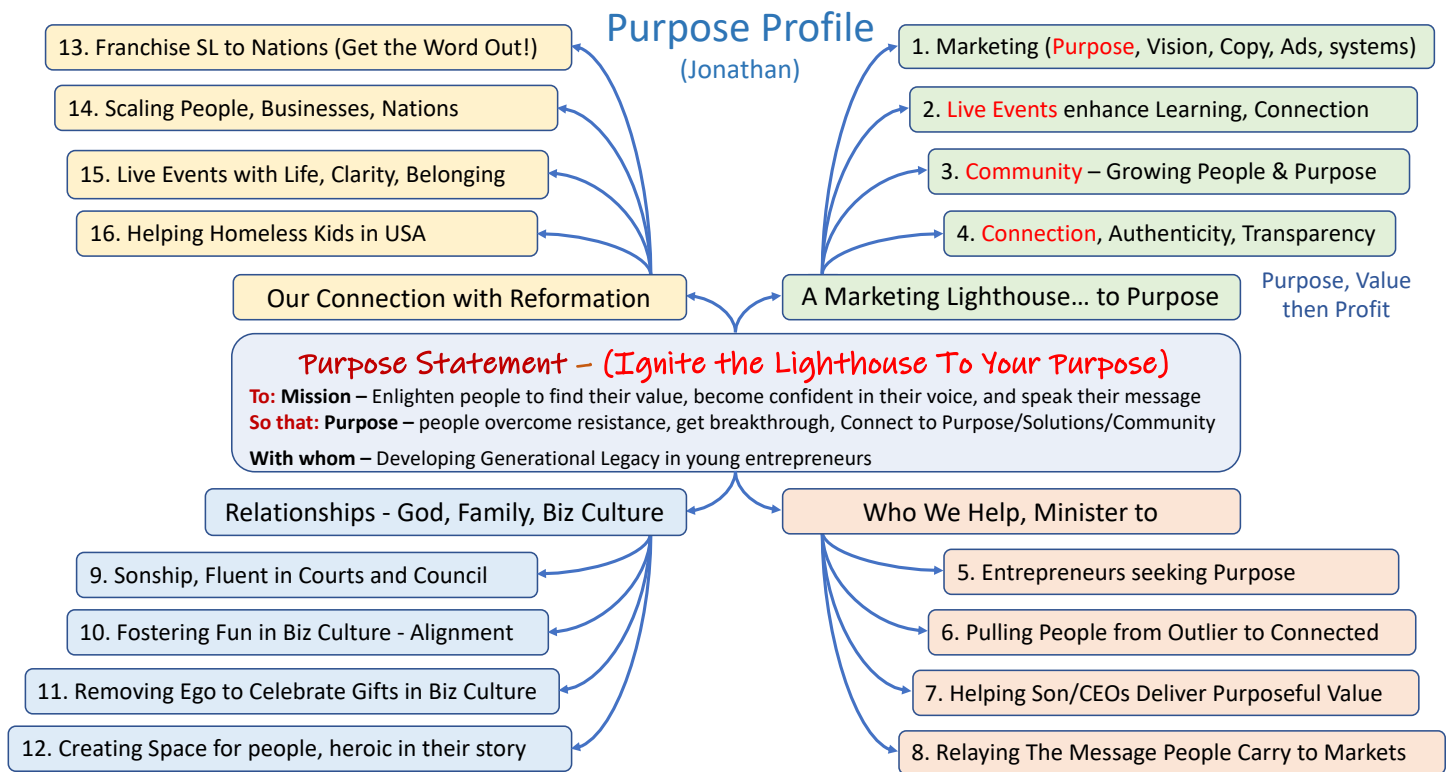 Purpose Profile
(Jonathan)
13. Franchise SL to Nations (Get the Word Out!)
14. Scaling People, Businesses, Nations
15. Live Events with Life, Clarity, Belonging
16. Helping Homeless Kids in USA
Our Connection with Reformation
1. Marketing (Purpose, Vision, Copy, Ads, systems)
2. Live Events enhance Learning, Connection
3. Community – Growing People & Purpose
4. Connection, Authenticity, Transparency
A Marketing Lighthouse... to Purpose
Purpose, Value
then Profit
Purpose Statement – (Ignite the Lighthouse To Your Purpose)
To: Mission – Enlighten people to find their value, become confident in their voice, and speak their message
So that: Purpose – people overcome resistance, get breakthrough, Connect to Purpose/Solutions/Community
With whom – Developing Generational Legacy in young entrepreneurs
Relationships - God, Family, Biz Culture
9. Sonship, Fluent in Courts and Council
10. Fostering Fun in Biz Culture - Alignment
11. Removing Ego to Celebrate Gifts in Biz Culture
12. Creating Space for people, heroic in their story
Who We Help, Minister to
5. Entrepreneurs seeking Purpose
6. Pulling People from Outlier to Connected
7. Helping Son/CEOs Deliver Purposeful Value
8. Relaying The Message People Carry to Markets